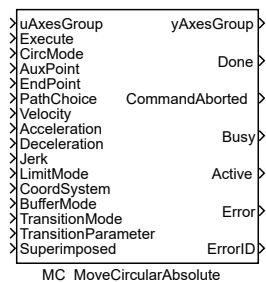 uAxesGroup yAxesGroup
Execute
CircMode Done
AuxPoint
EndPoint
PathChoice CommandAborted
Velocity
Acceleration Busy
Deceleration
Jerk
LimitMode Active
CoordSystem
BufferMode Error
TransitionMode
TransitionParameter
Superimposed ErrorID
MC_MoveCircularAbsolute